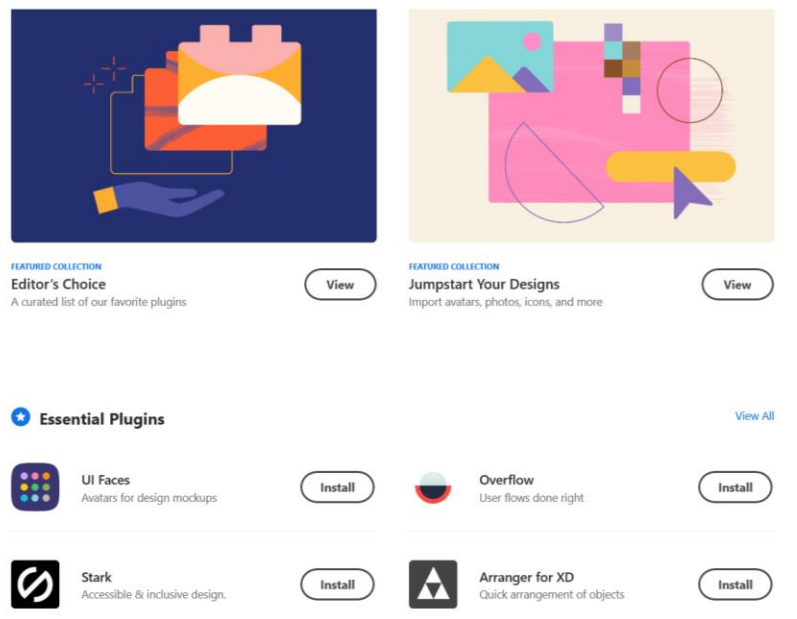 FEATURED COLLECTION
Editor's Choice
A curated list of our favorite plugins
View
FEATURED COLLECTION
Jumpstart Your Designs
Import avatars, photos, icons, and more
View
Essential Plugins
View All
UI Faces
Avatars for design mockups
Install
Overflow
User flows done right
Install
Stark
Accessible & inclusive design.
Install
Arranger for XD
Quick arrangement of objects
Install